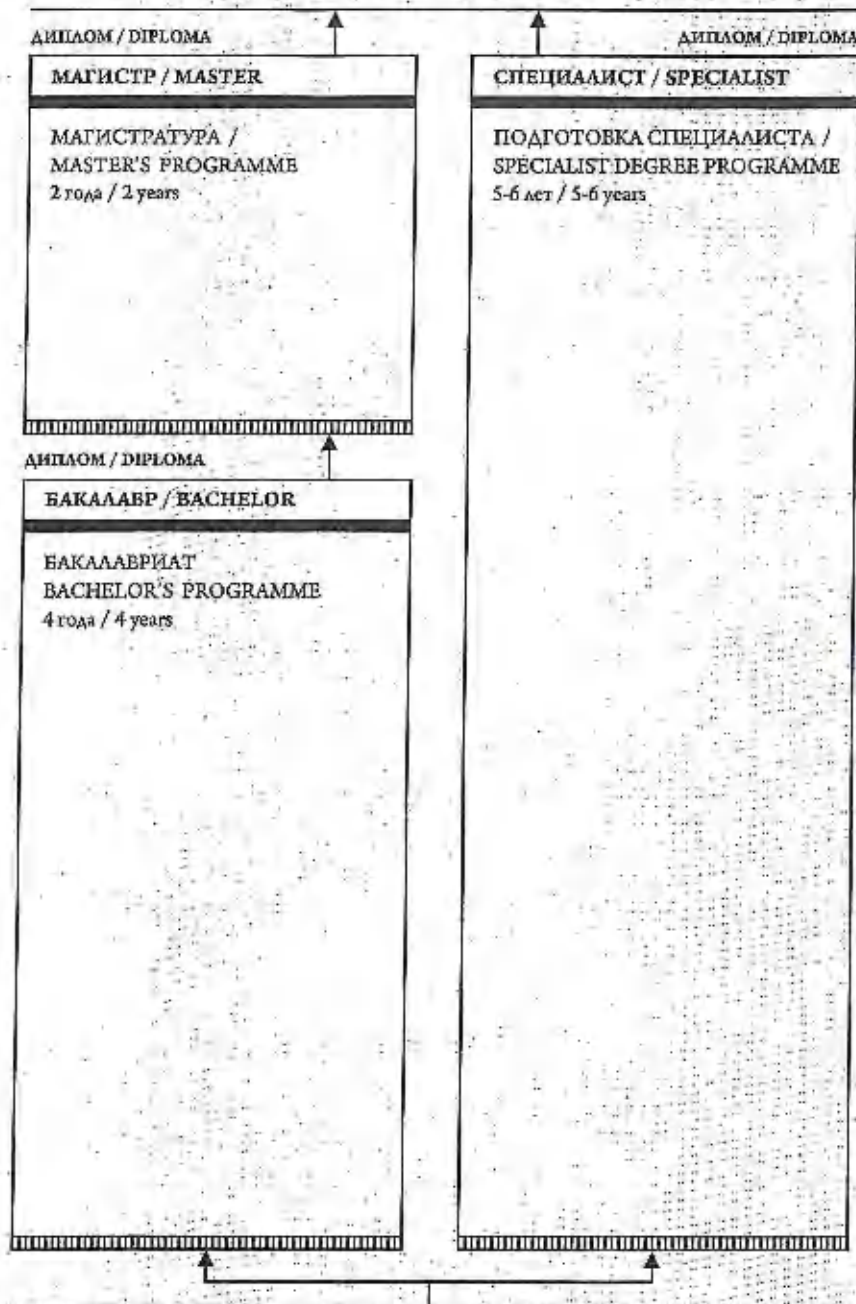 ДИПЛОМ / DIPLOMA
МАГИСТР / MASTER
МАГИСТРАТУРА /
MASTER'S PROGRAMME
2 года / 2 years
ДИПЛОМ / DIPLOMA
БАКАЛАВР / BACHELOR
БАКАЛАВРИАТ
BACHELOR'S PROGRAMME
4 года / 4 years
ДИПЛОМ / DIPLOMA
СПЕЦИАЛИСТ / SPECIALIST
ПОДГОТОВКА СПЕЦИАЛИСТА /
SPECIALIST DEGREE PROGRAMME
5-6 лет / 5-6 years